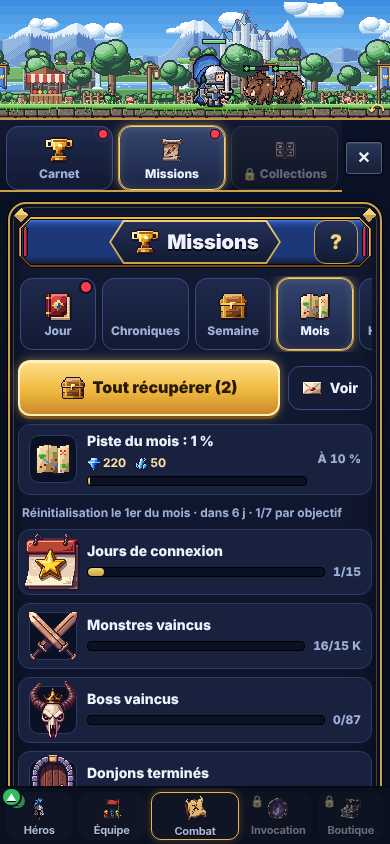 Carnet
Missions
Collections
Missions
?
Jour
Chroniques
Semaine
Mois
Tout récupérer (2)
Voir
Piste du mois : 1 %
220 50
À 10 %
Réinitialisation le 1er du mois · dans 6 j · 1/7 par objectif
Jours de connexion
1/15
Monstres vaincus
16/15 K
Boss vaincus
0/87
Donjons terminés
Héros
Équipe
Combat
Invocation
Boutique